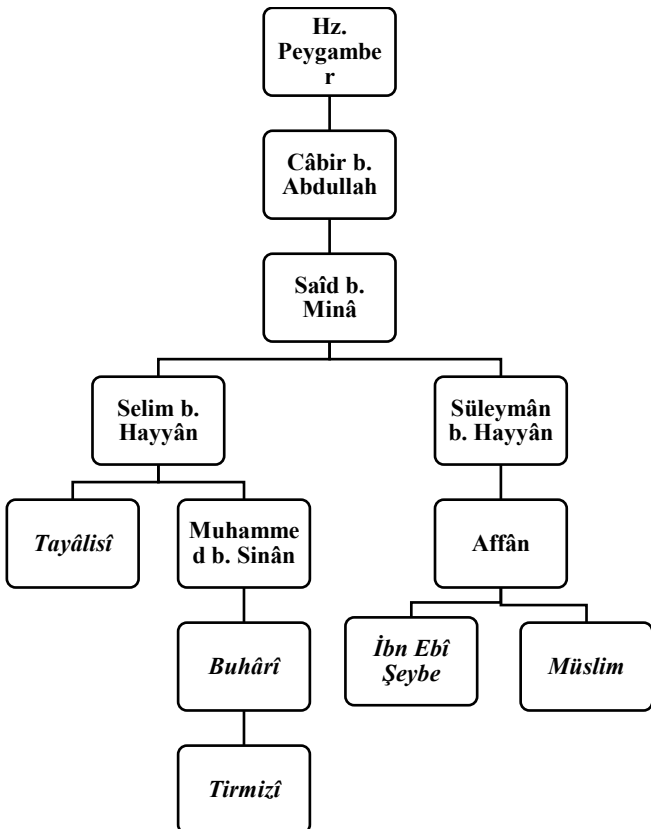 Hz.
Peygambe
r
Câbir b.
Abdullah
Saîd b.
Minâ
Selim b.
Hayyân
Süleymân
b. Hayyân
Tayâlisî
Muhamme
d b. Sinân
Affân
Buhârî
İbn Ebî
Şeybe
Müslim
Tirmizî